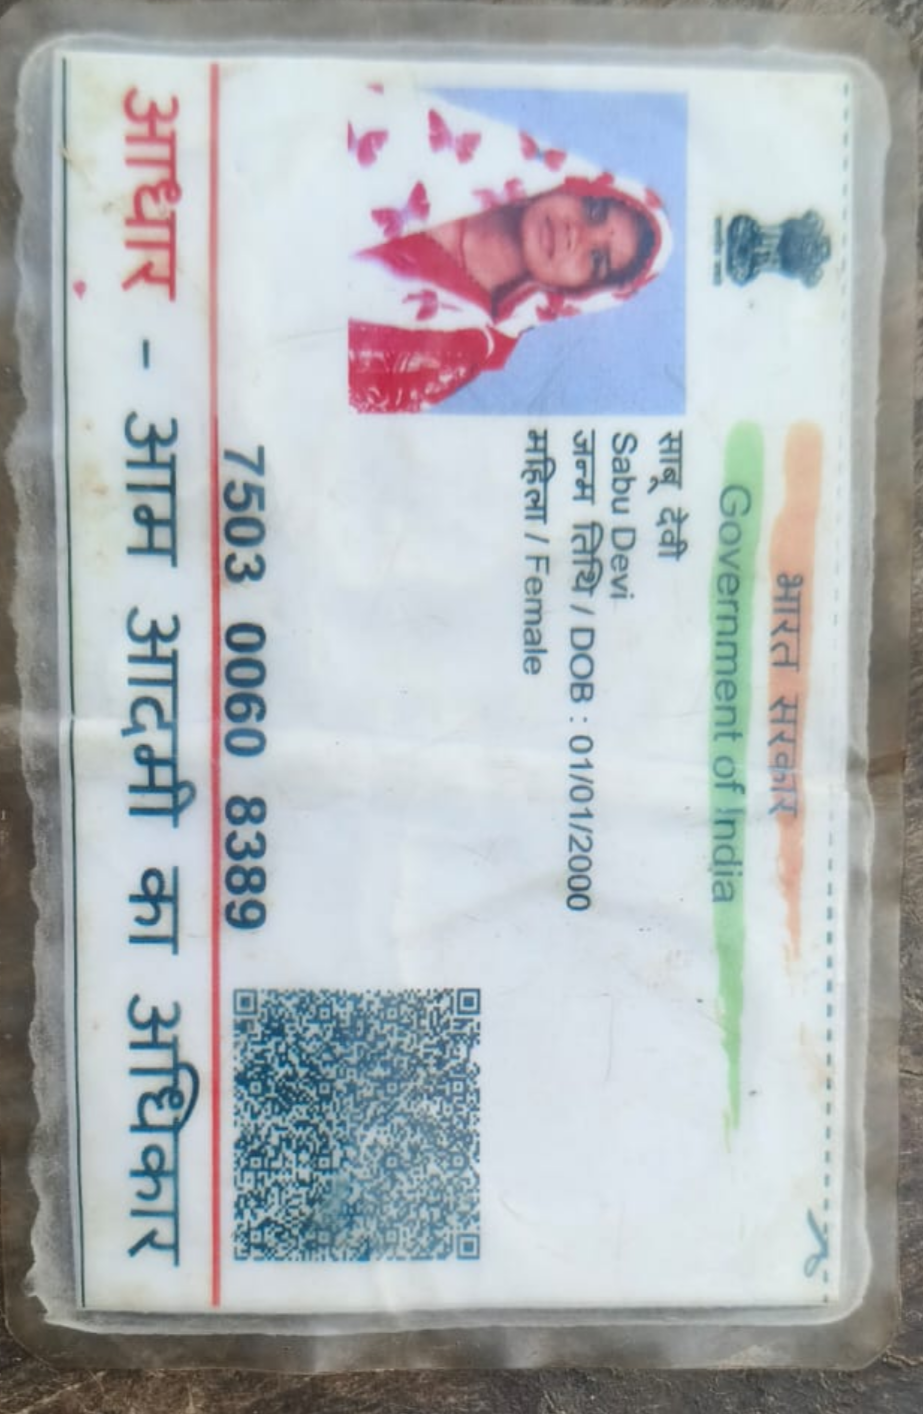 भारत सरकार
Government of India
साबू देवी
Sabu Devi
जन्म तिथि / DOB : 01/01/2000
महिला / Female
7503 0060 8389
आधार - आम आदमी का अधिकार